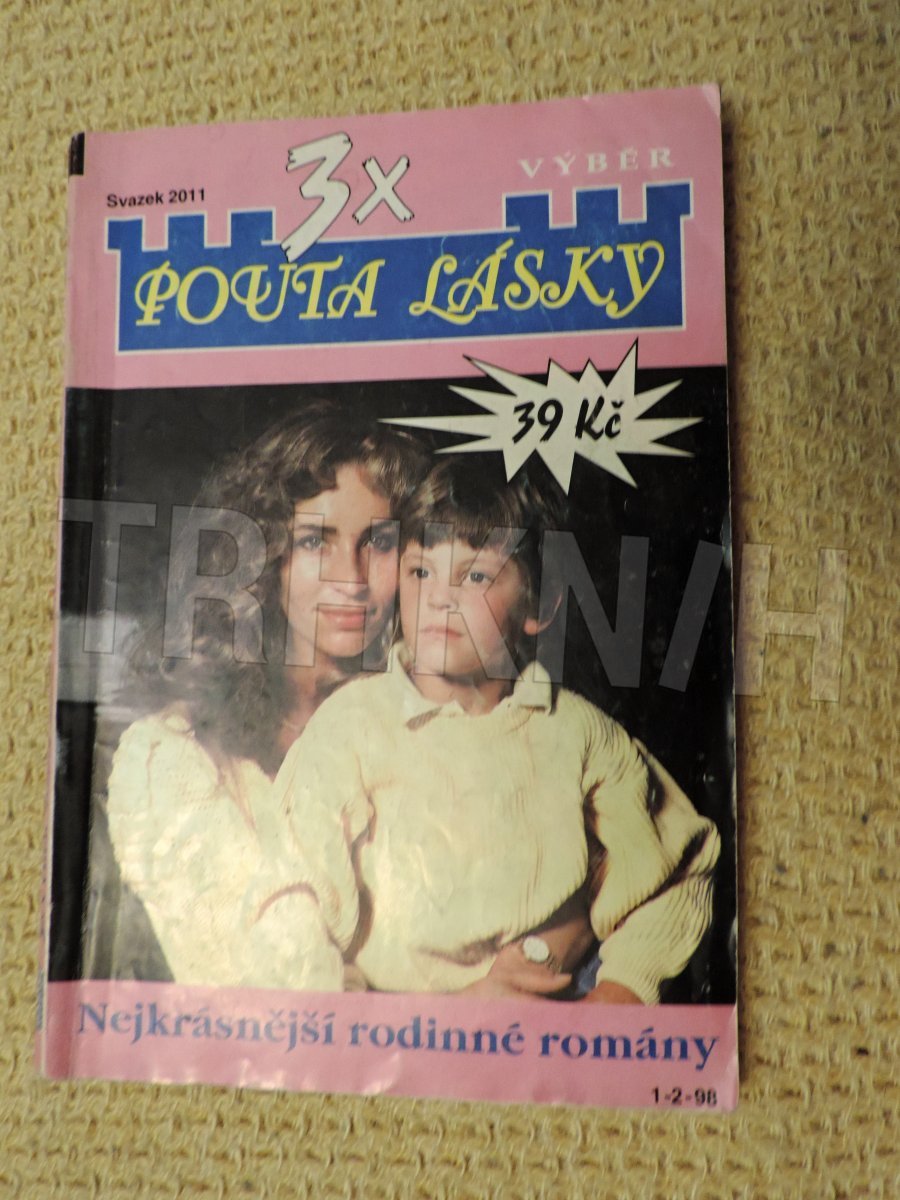 Svazek 2011
3x
VÝBĚR
POUTA LÁSKY
39 Kč
TRHKNIH
Nejkrásnější rodinné romány
1-2-98